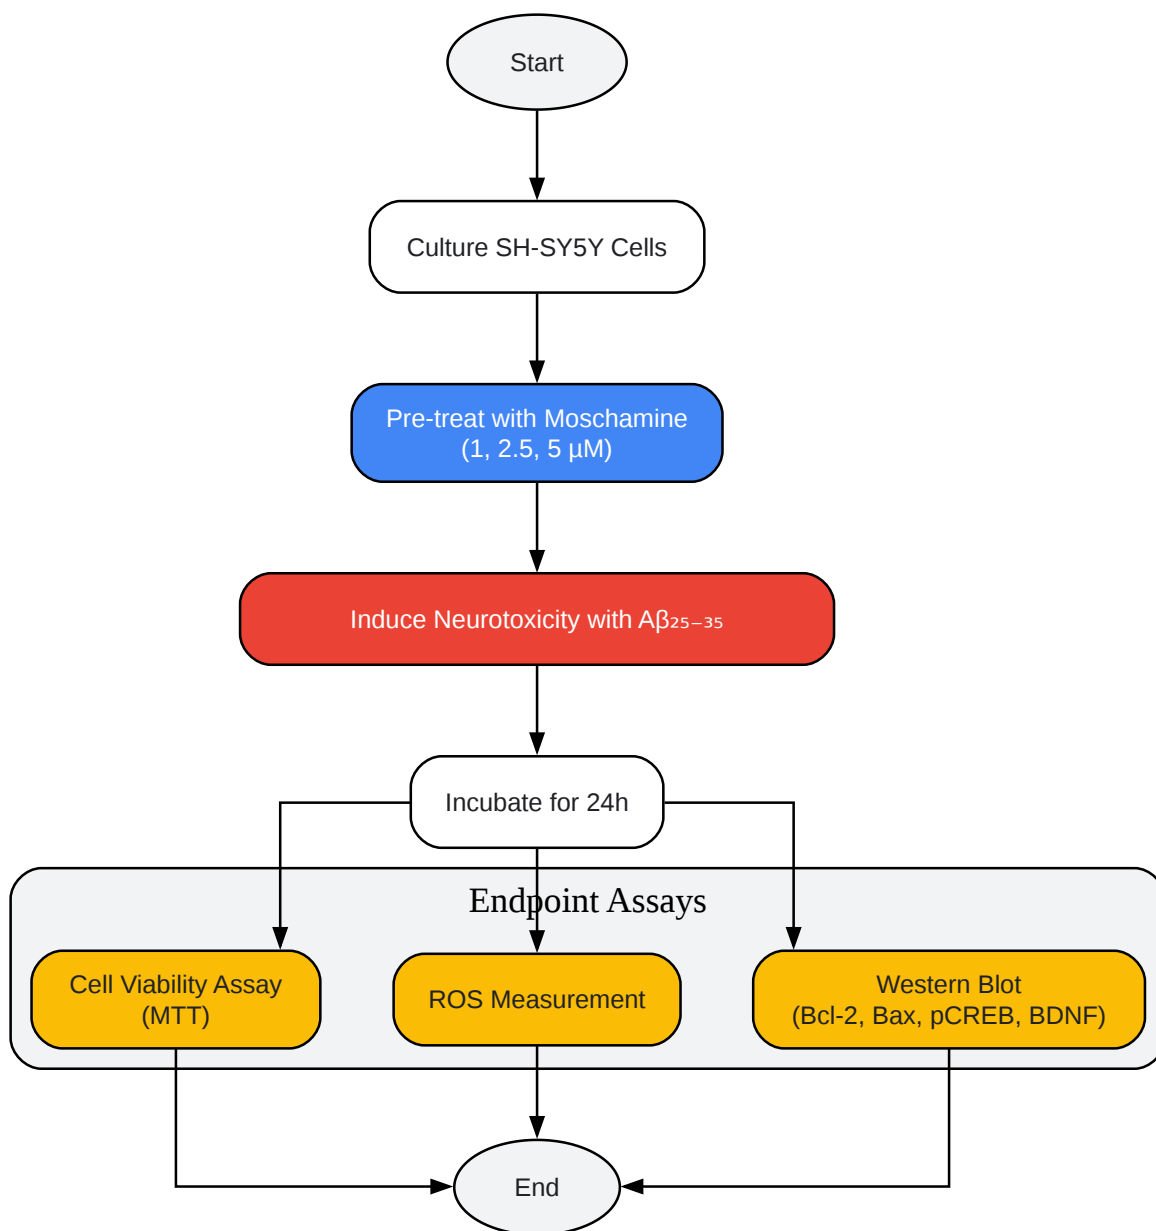 Start
Culture SH-SY5Y Cells
Pre-treat with Moschamine
(1, 2.5, 5 µM)
Induce Neurotoxicity with Aβ₂₅₋₃₅
Incubate for 24h
Endpoint Assays
Cell Viability Assay
(MTT)
ROS Measurement
Western Blot
(Bcl-2, Bax, pCREB, BDNF)
End